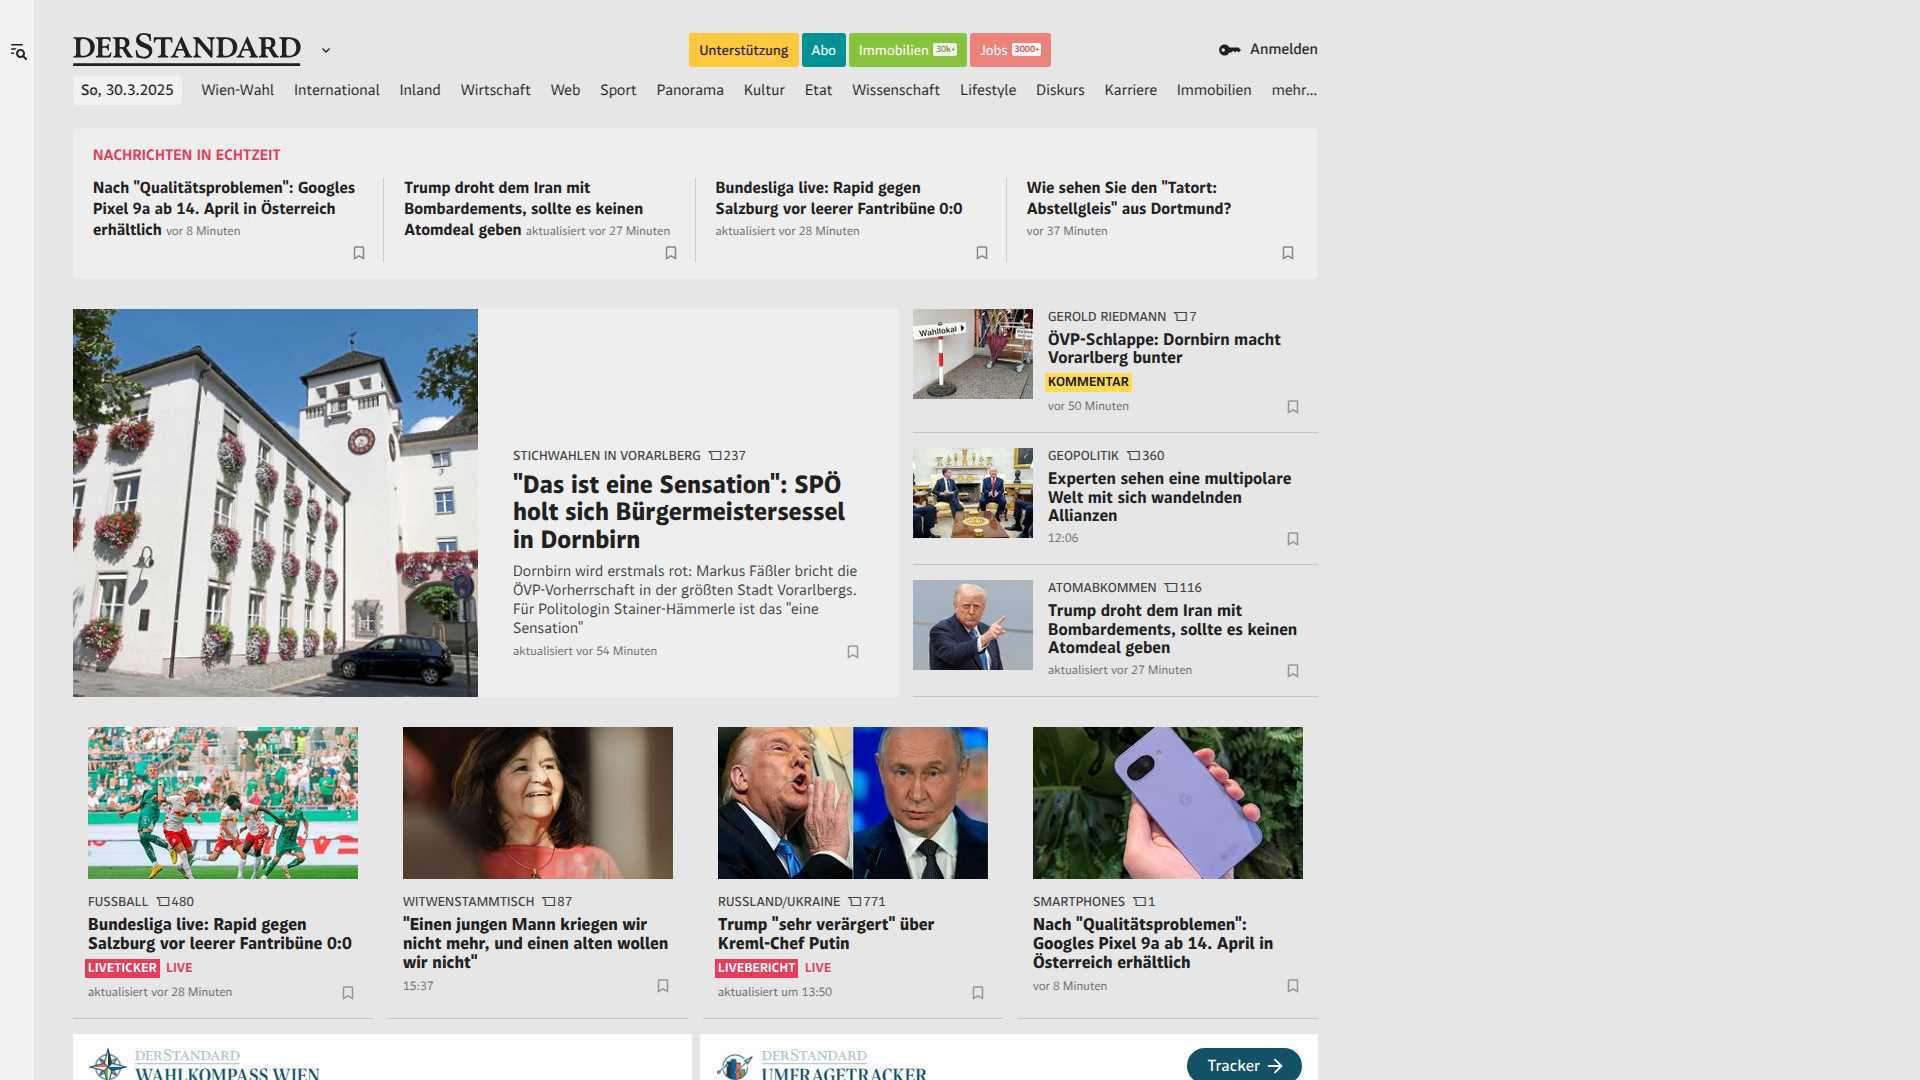 DERSTANDARD
Unterstützung
Abo
Immobilien 30k+
Jobs 3000+
Anmelden
So, 30.3.2025
Wien-Wahl
International
Inland
Wirtschaft
Web
Sport
Panorama
Kultur
Etat
Wissenschaft
Lifestyle
Diskurs
Karriere
Immobilien
mehr...
NACHRICHTEN IN ECHTZEIT
Nach "Qualitätsproblemen": Googles
Pixel 9a ab 14. April in Österreich
erhältlich vor 8 Minuten
Trump droht dem Iran mit
Bombardements, sollte es keinen
Atomdeal geben aktualisiert vor 27 Minuten
Bundesliga live: Rapid gegen
Salzburg vor leerer Fantribüne 0:0
aktualisiert vor 28 Minuten
Wie sehen Sie den "Tatort:
Abstellgleis" aus Dortmund?
vor 37 Minuten
STICHWAHLEN IN VORARLBERG 237
"Das ist eine Sensation": SPÖ
holt sich Bürgermeistersessel
in Dornbirn
Dornbirn wird erstmals rot: Markus Fäßler bricht die
ÖVP-Vorherrschaft in der größten Stadt Vorarlbergs.
Für Politologin Stainer-Hämmerle ist das "eine
Sensation"
aktualisiert vor 54 Minuten
Wahllokal
GEROLD RIEDMANN 7
ÖVP-Schlappe: Dornbirn macht
Vorarlberg bunter
KOMMENTAR
vor 50 Minuten
GEOPOLITIK 360
Experten sehen eine multipolare
Welt mit sich wandelnden
Allianzen
12:06
ATOMABKOMMEN 116
Trump droht dem Iran mit
Bombardements, sollte es keinen
Atomdeal geben
aktualisiert vor 27 Minuten
FUSSBALL 480
Bundesliga live: Rapid gegen
Salzburg vor leerer Fantribüne 0:0
LIVETICKER LIVE
aktualisiert vor 28 Minuten
WITWENSTAMMTISCH 87
"Einen jungen Mann kriegen wir
nicht mehr, und einen alten wollen
wir nicht"
15:37
RUSSLAND/UKRAINE 771
Trump "sehr verärgert" über
Kreml-Chef Putin
LIVEBERICHT LIVE
aktualisiert um 13:50
SMARTPHONES 1
Nach "Qualitätsproblemen":
Googles Pixel 9a ab 14. April in
Österreich erhältlich
vor 8 Minuten
DERSTANDARD
WAHLKOMPASS WIEN
DERSTANDARD
UMFRAGETRACKER
Tracker